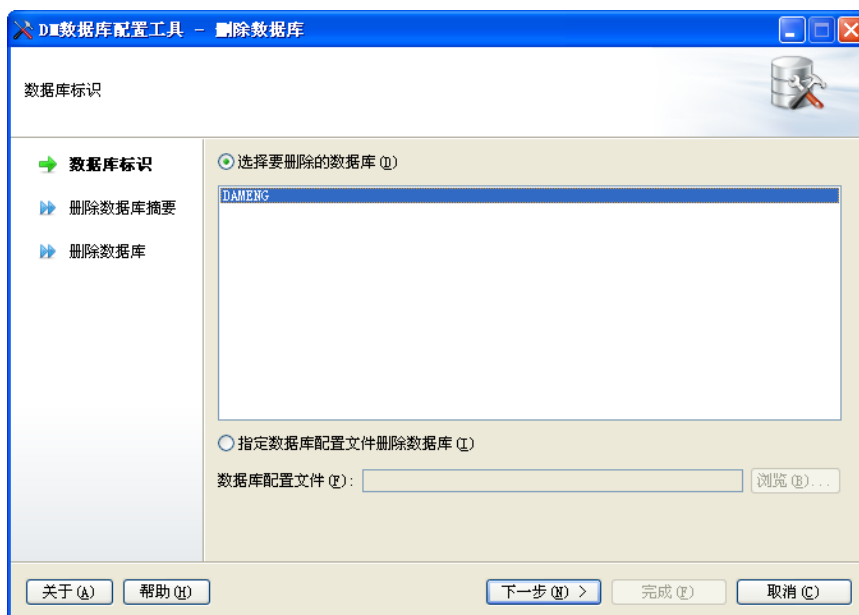 DM数据库配置工具 - 删除数据库
数据库标识
数据库标识
删除数据库摘要
删除数据库
选择要删除的数据库(D)
DAMENG
指定数据库配置文件删除数据库(I)
数据库配置文件(F):
浏览(B)...
关于(A)
帮助(H)
下一步(N) >
完成(F)
取消(C)